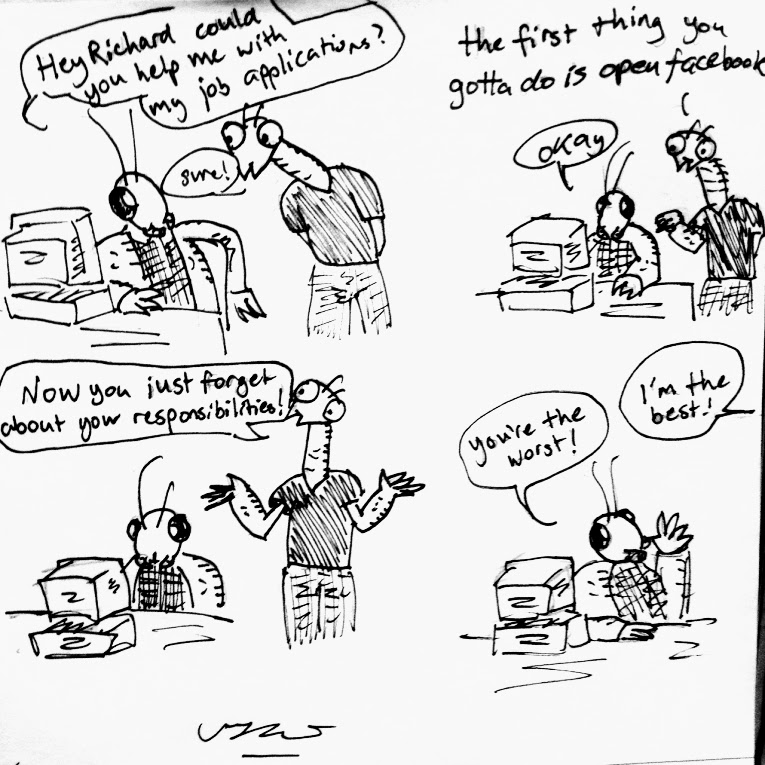 Hey Richard could
you help me with
my job applications?
sure!
the first thing you
gotta do is open facebook
okay
Now you just forget
about your responsibilities!
you're the
worst!
I'm the
best!